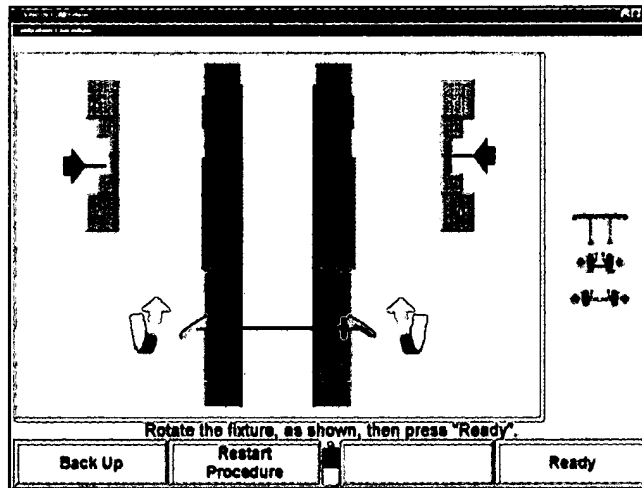 Rotate the fixture, as shown, then press "Ready".
Back Up
Restart
Procedure
Ready